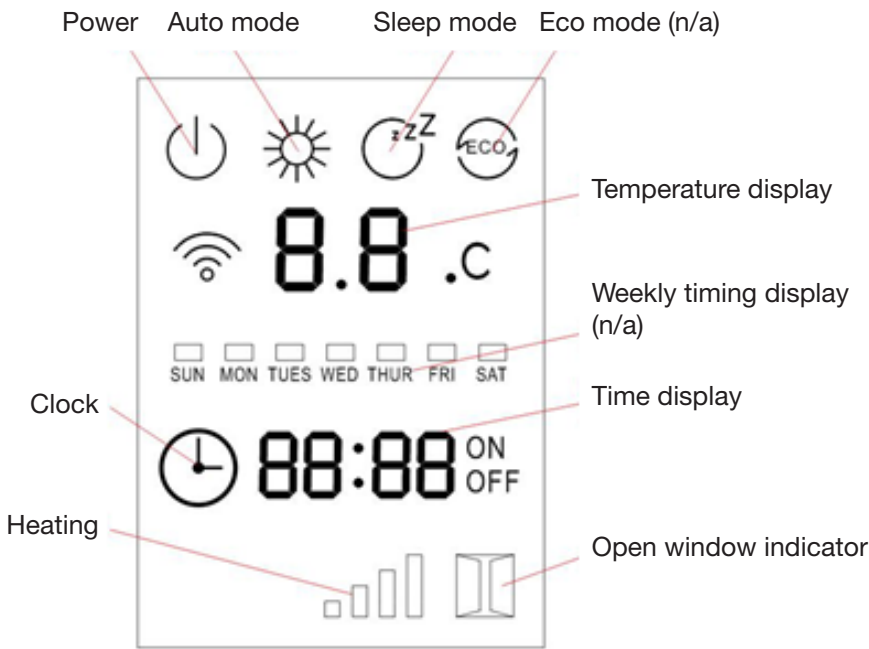 Power Auto mode Sleep mode Eco mode (n/a)
zzZ
ECO
Temperature display
8.8 .C
Weekly timing display
(n/a)
SUN MON TUES WED THUR FRI SAT
Clock
Time display
88:88 ON
OFF
Heating
Open window indicator